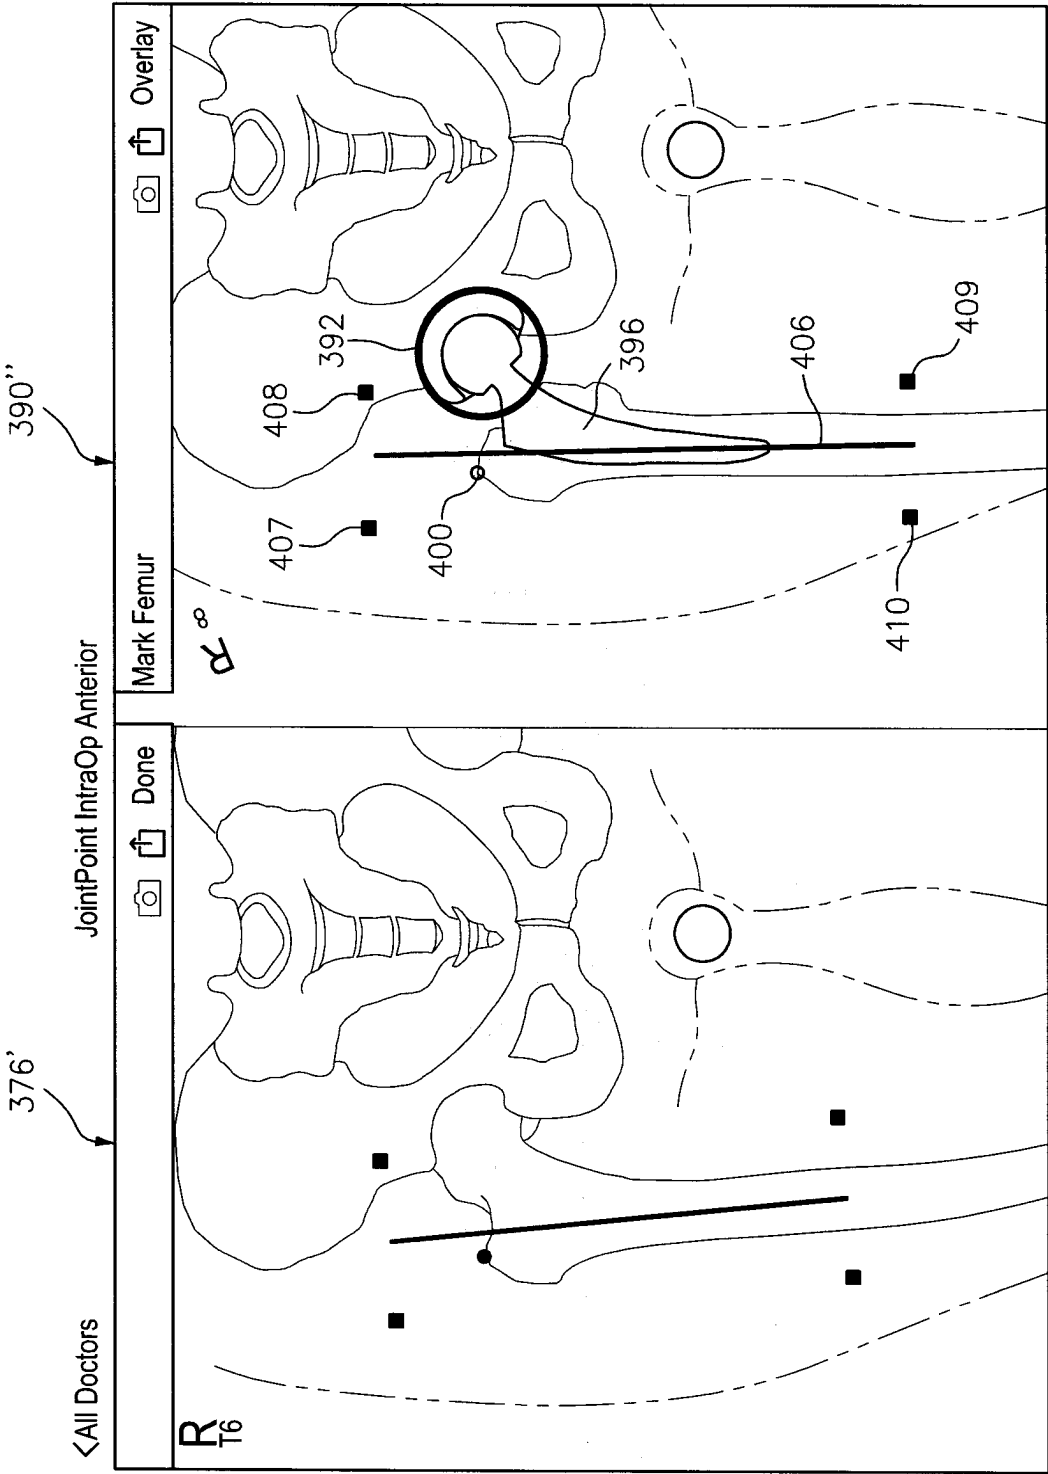 376'
390''
<All Doctors
JointPoint IntraOp Anterior
Done
Mark Femur
Overlay
R
T6
R ∞
407
408
392
400
396
406
409
410